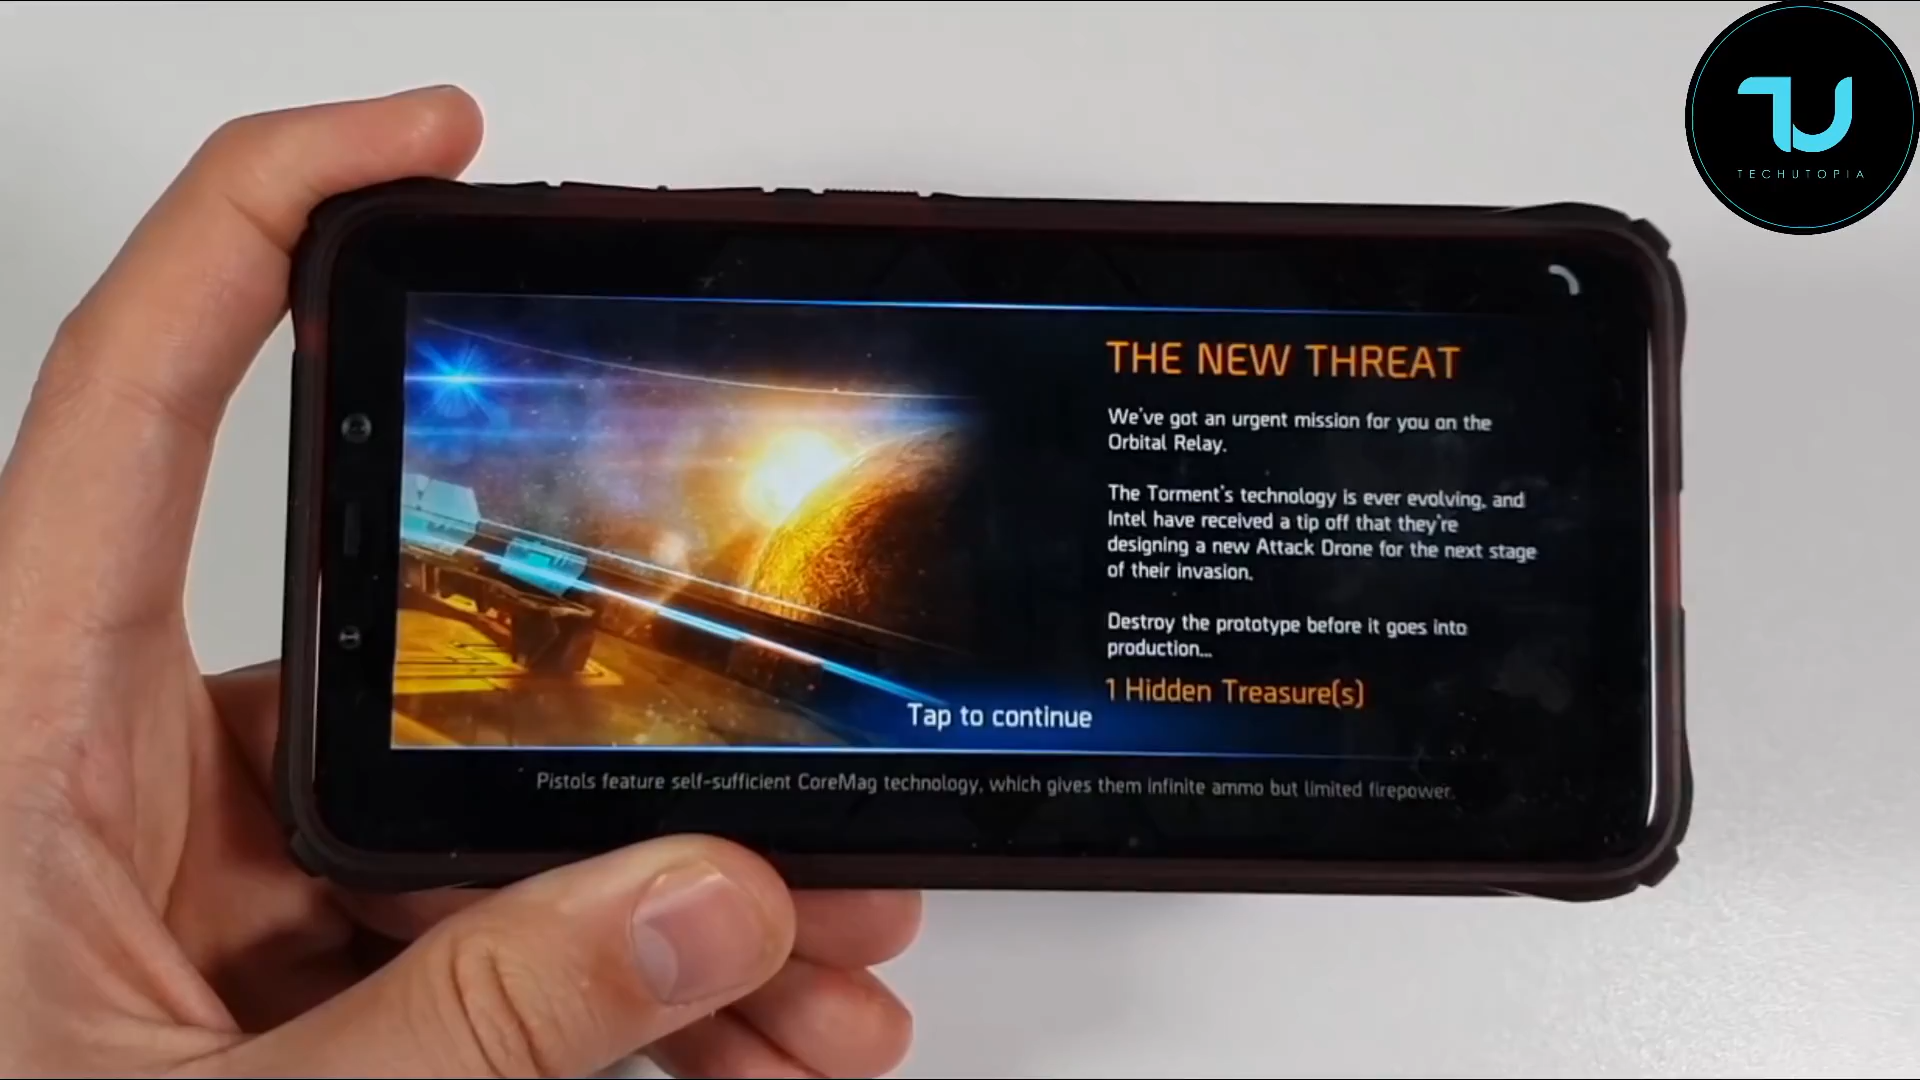 TECHUTOPIA
THE NEW THREAT
We've got an urgent mission for you on the
Orbital Relay.
The Torment's technology is ever evolving, and
Intel have received a tip off that they're
designing a new Attack Drone for the next stage
of their invasion.
Destroy the prototype before it goes into
production...
1 Hidden Treasure(s)
Tap to continue
Pistols feature self-sufficient CoreMag technology, which gives them infinite ammo but limited firepower.